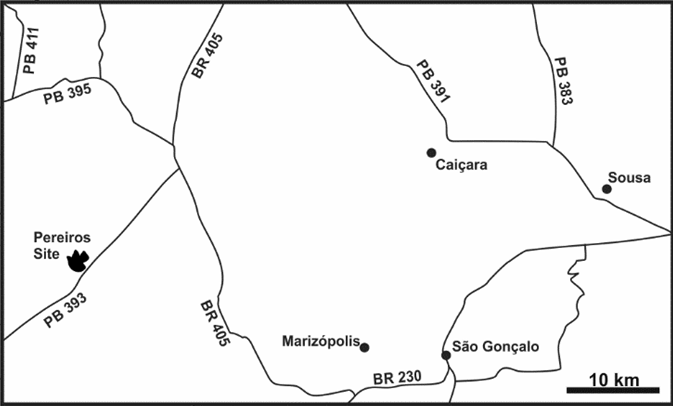 PB 411
BR 405
PB 391
PB 383
PB 395
Caiçara
Sousa
Pereiros
Site
PB 393
BR 405
Marizópolis
São Gonçalo
BR 230
10 km